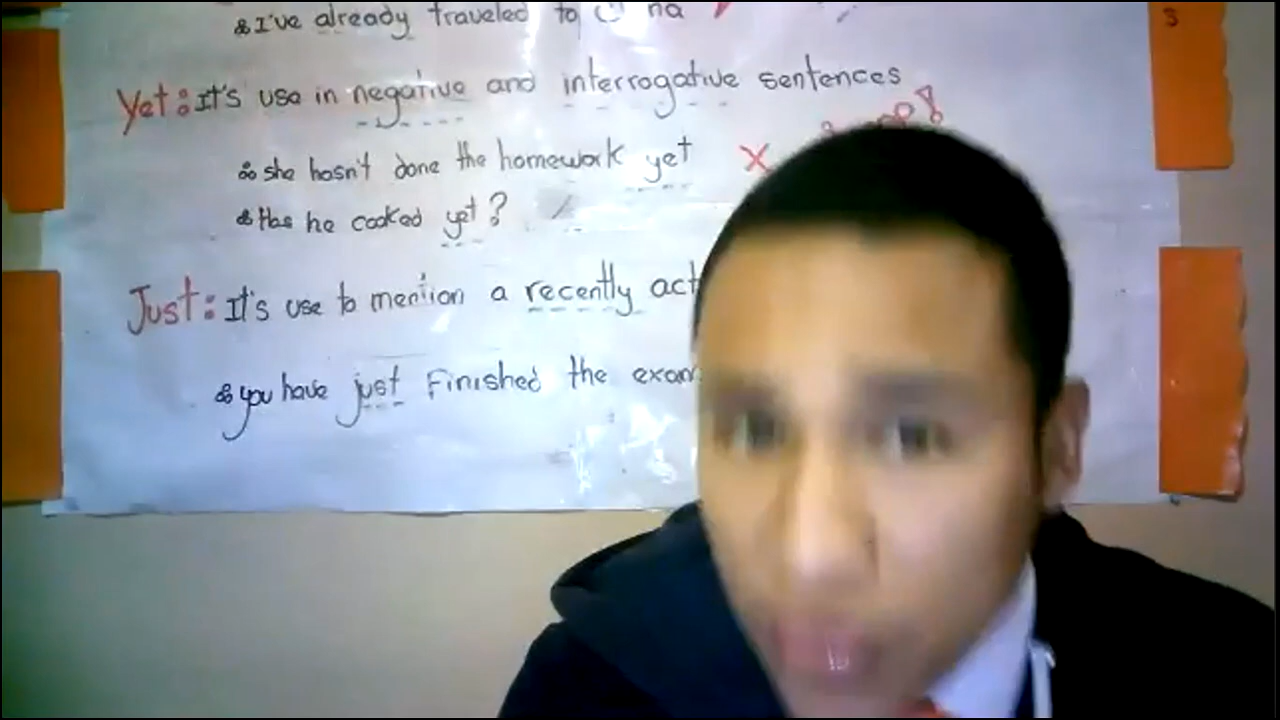 I've already traveled to
Yet: It's use in negative and interrogative sentences
she hasn't done the homework yet X
Has he cooked yet?
Just: It's use to mention a recently
you have just Finished the